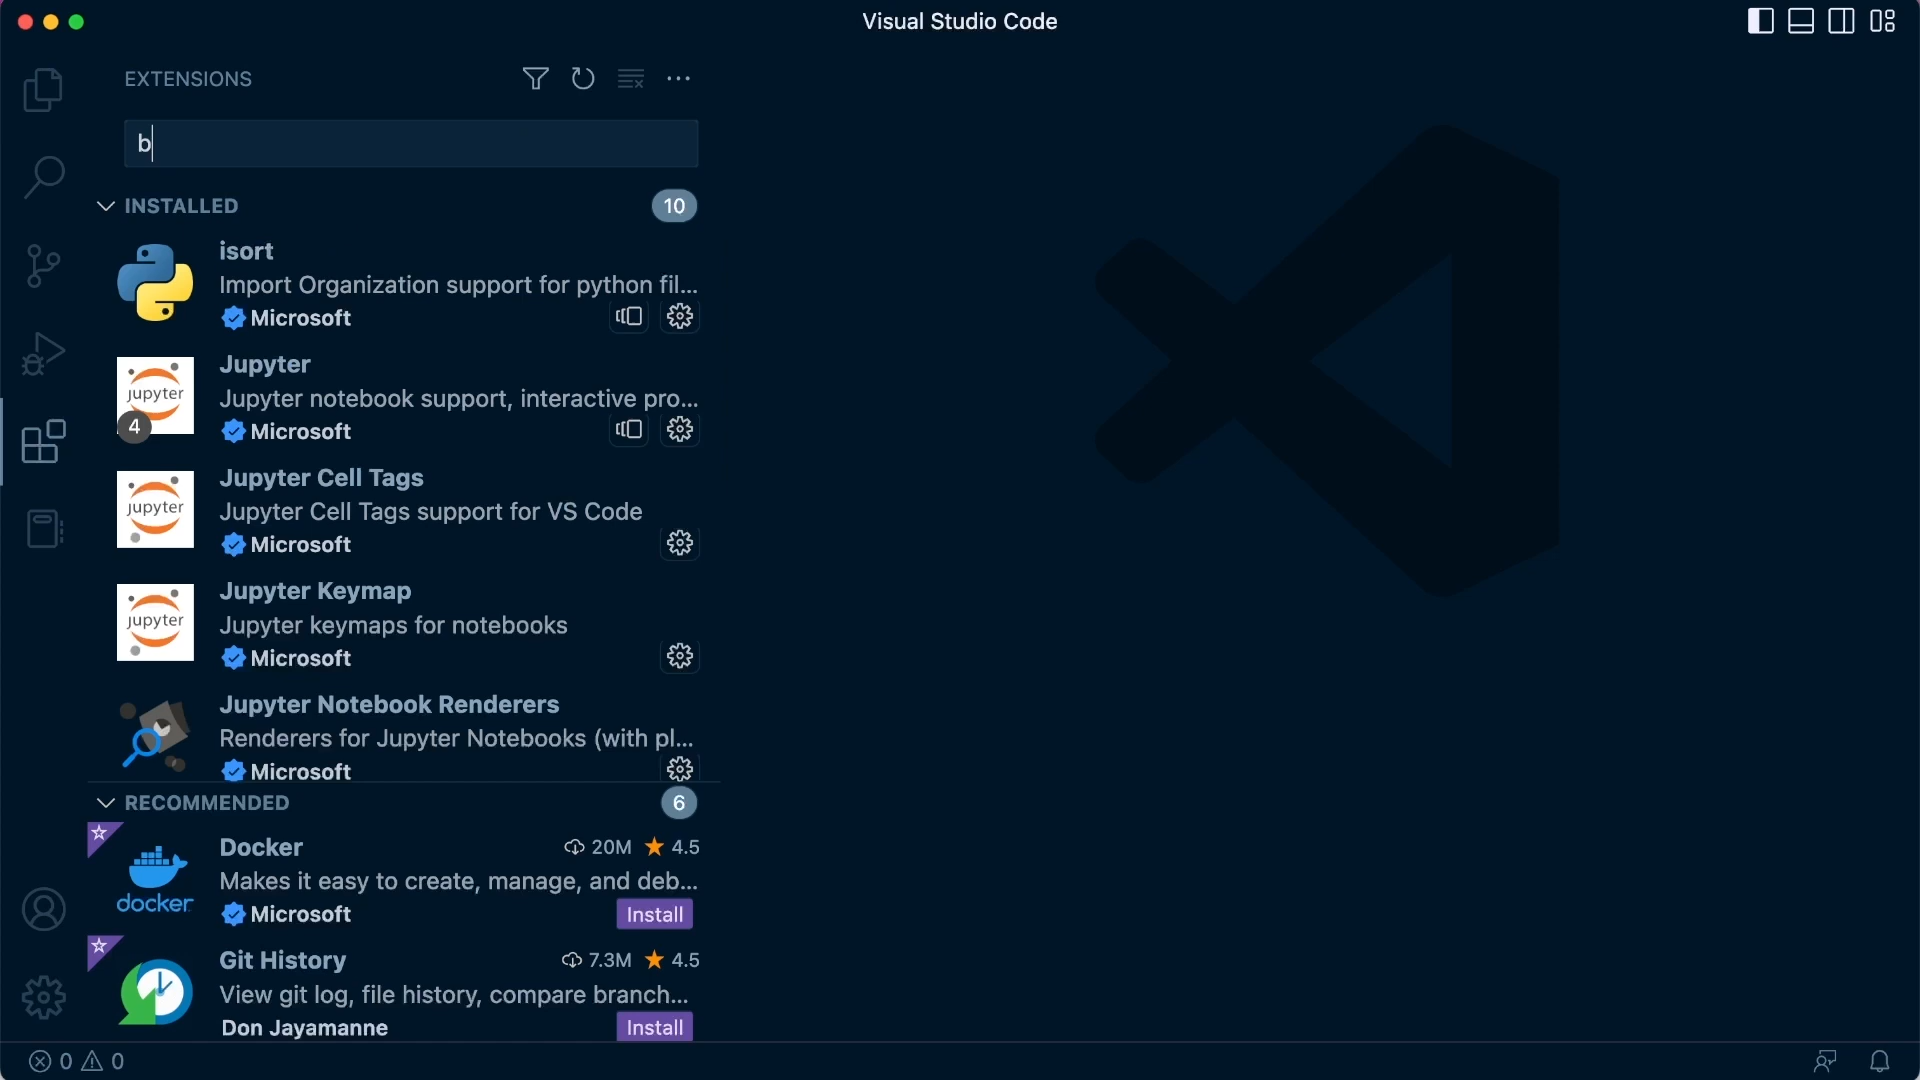 Visual Studio Code
EXTENSIONS
b
INSTALLED 10
isort
Import Organization support for python fil...
Microsoft
jupyter
4
Jupyter
Jupyter notebook support, interactive pro...
Microsoft
jupyter
Jupyter Cell Tags
Jupyter Cell Tags support for VS Code
Microsoft
jupyter
Jupyter Keymap
Jupyter keymaps for notebooks
Microsoft
Jupyter Notebook Renderers
Renderers for Jupyter Notebooks (with pl...
Microsoft
RECOMMENDED 6
docker
Docker 20M 4.5
Makes it easy to create, manage, and deb...
Microsoft Install
Git History 7.3M 4.5
View git log, file history, compare branch...
Don Jayamanne Install
0 0